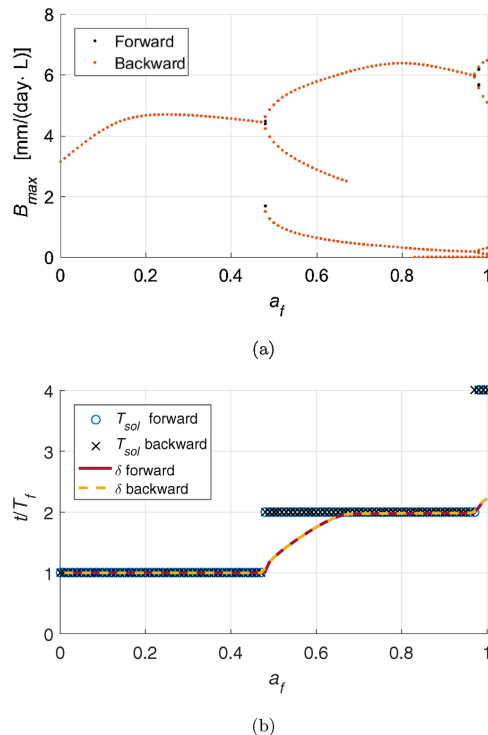 Forward
Backward
B_max [mm/(day· L)]
8
6
4
2
0
0 0.2 0.4 0.6 0.8 1
a_f
(a)
T_sol forward
T_sol backward
δ forward
δ backward
t/T_f
4
3
2
1
0
0 0.2 0.4 0.6 0.8 1
a_f
(b)